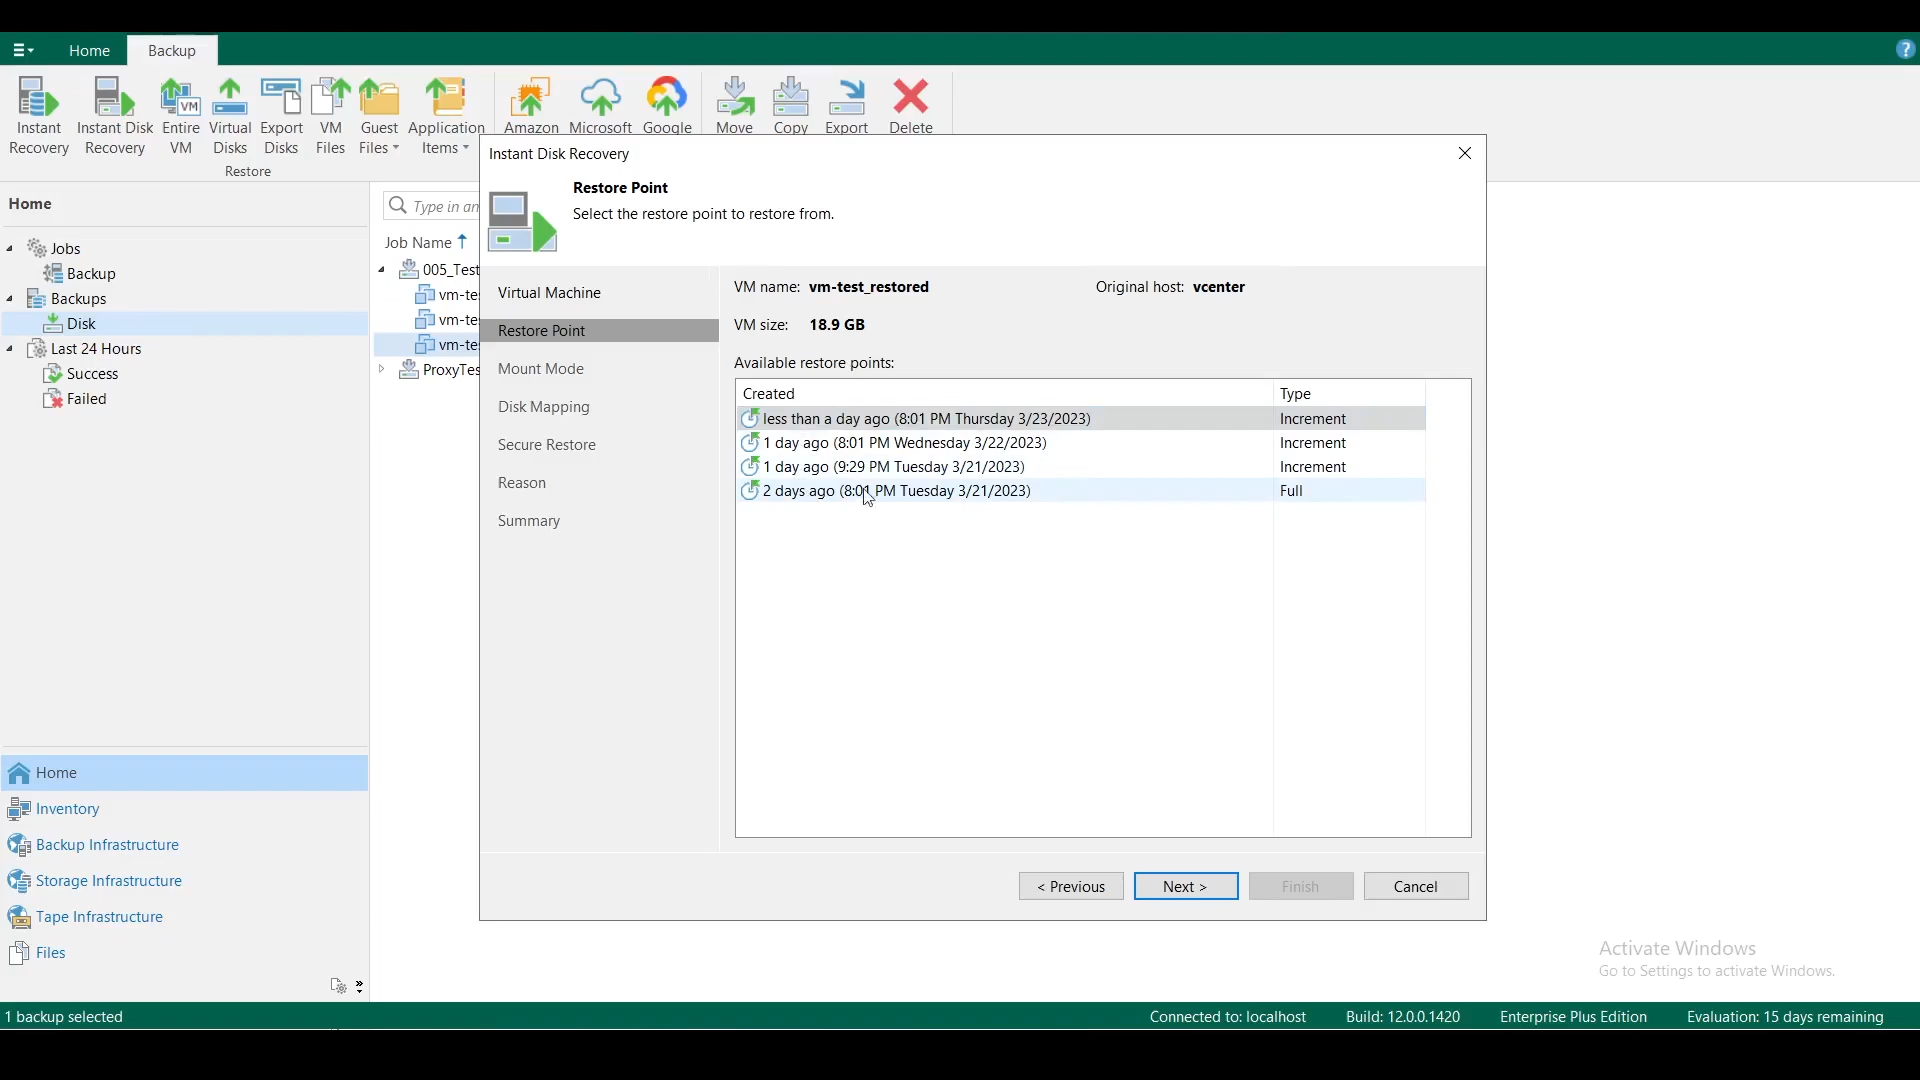 Home
Backup
Instant Recovery
Instant Disk Recovery
Entire VM
Virtual Disks
Export Disks
VM Files
Guest Files
Application Items
Amazon
Microsoft
Google
Move
Copy
Export
Delete
Restore
Home
Jobs
Backup
Backups
Disk
Last 24 Hours
Success
Failed
Type in an
Job Name
005_Test
vm-te
vm-te
vm-te
ProxyTes
Instant Disk Recovery
Restore Point
Select the restore point to restore from.
Virtual Machine
Restore Point
Mount Mode
Disk Mapping
Secure Restore
Reason
Summary
VM name: vm-test_restored
Original host: vcenter
VM size: 18.9 GB
Available restore points:
Created Type
less than a day ago (8:01 PM Thursday 3/23/2023) Increment
1 day ago (8:01 PM Wednesday 3/22/2023) Increment
1 day ago (9:29 PM Tuesday 3/21/2023) Increment
2 days ago (8:01 PM Tuesday 3/21/2023) Full
< Previous
Next >
Finish
Cancel
Home
Inventory
Backup Infrastructure
Storage Infrastructure
Tape Infrastructure
Files
Activate Windows
Go to Settings to activate Windows.
1 backup selected
Connected to: localhost
Build: 12.0.0.1420
Enterprise Plus Edition
Evaluation: 15 days remaining